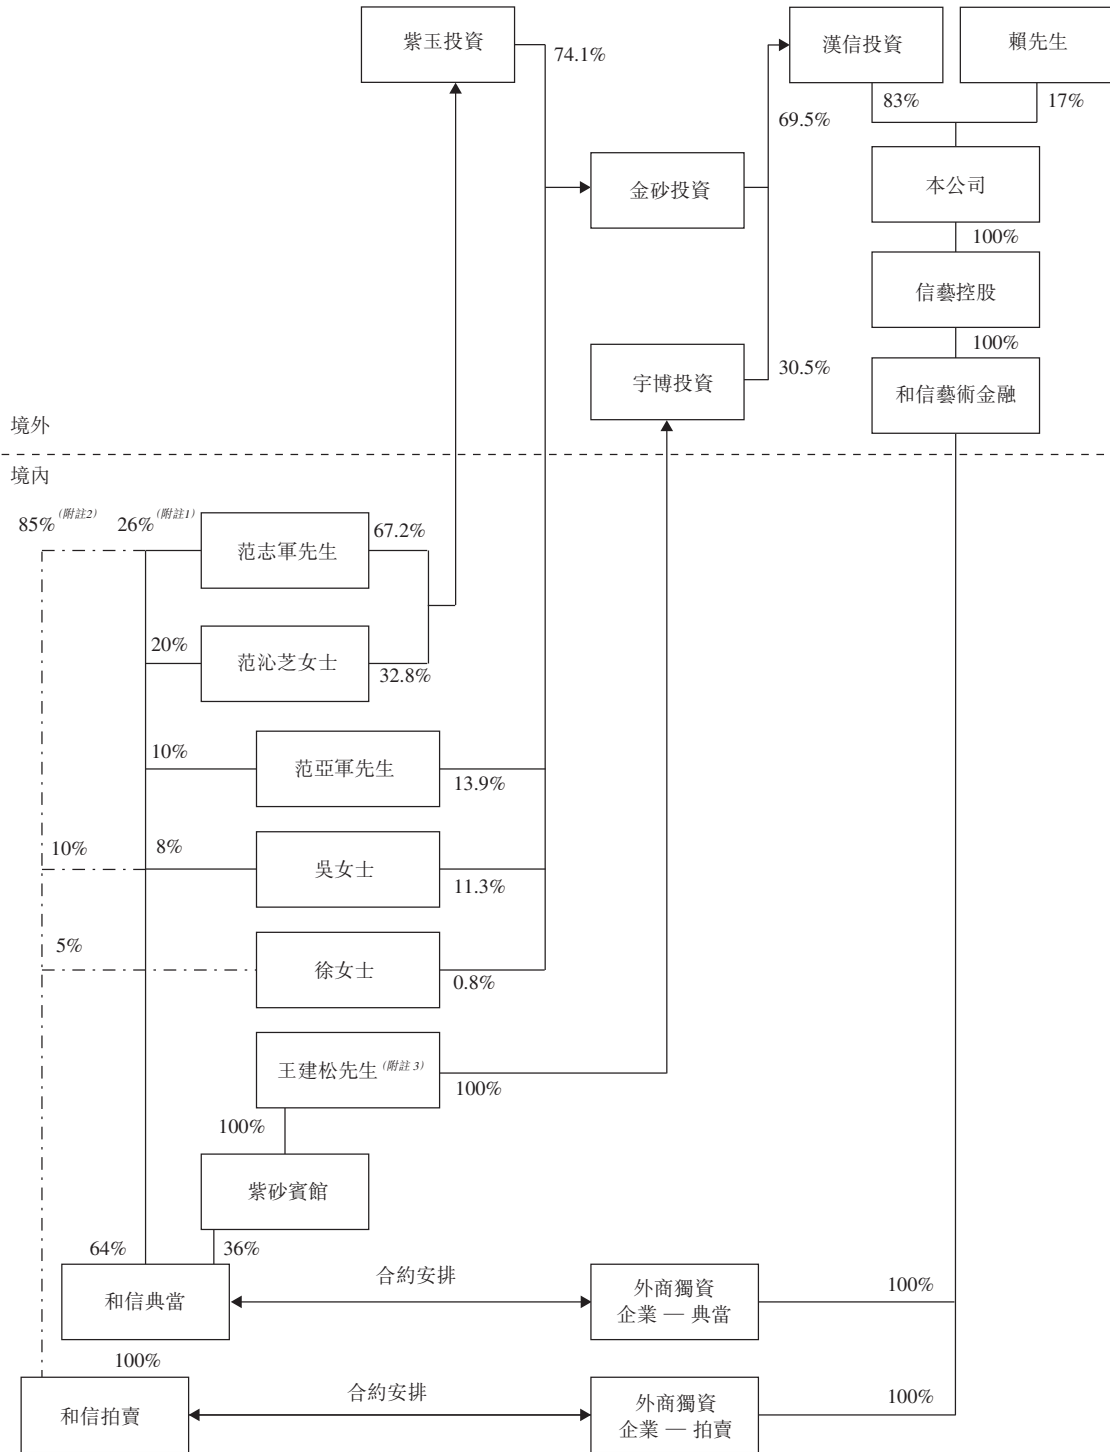 紫玉投資
74.1%
漢信投資
賴先生
83%
17%
69.5%
金砂投資
本公司
100%
信藝控股
100%
宇博投資
30.5%
和信藝術金融
境外
境內
85% (附註2)
26% (附註1)
范志軍先生
67.2%
20%
范沁芝女士
32.8%
10%
范亞軍先生
13.9%
10%
8%
吳女士
11.3%
5%
徐女士
0.8%
王建松先生 (附註 3)
100%
100%
紫砂賓館
64%
36%
和信典當
合約安排
外商獨資
企業 — 典當
100%
100%
和信拍賣
合約安排
外商獨資
企業 — 拍賣
100%